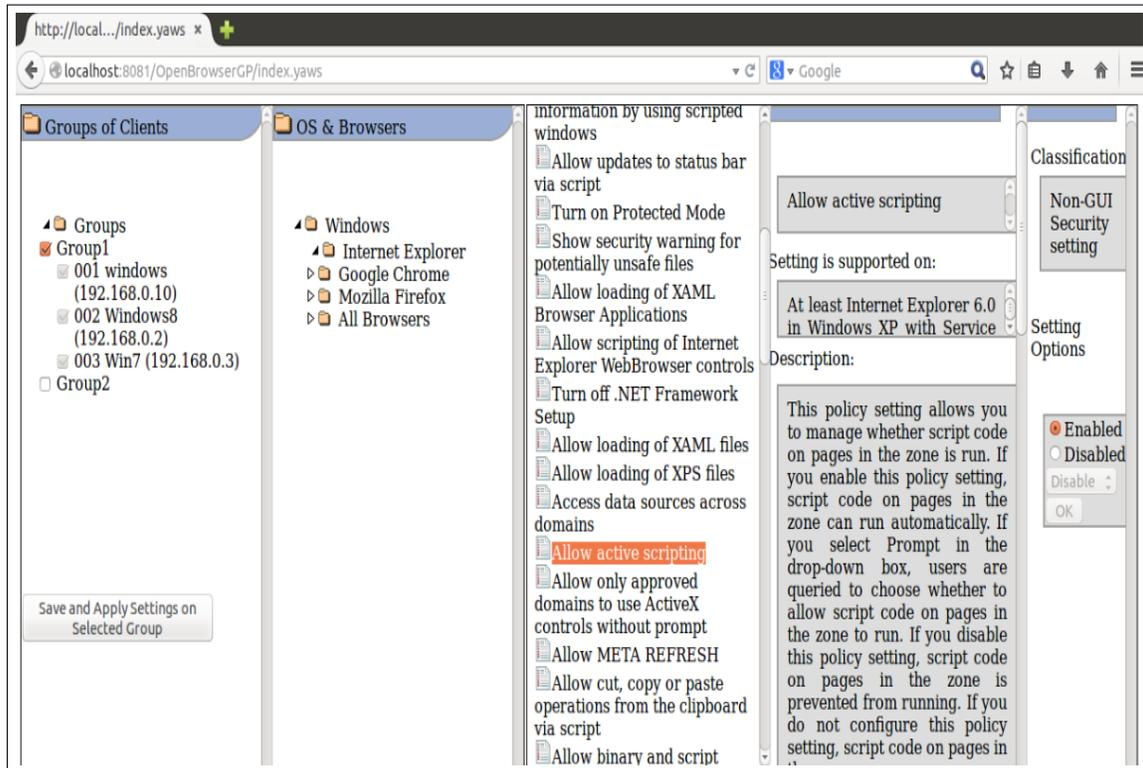 http://local.../index.yaws ×
localhost:8081/OpenBrowserGP/index.yaws
8 Google
Groups of Clients
Groups
Group1
001 windows
(192.168.0.10)
002 Windows8
(192.168.0.2)
003 Win7 (192.168.0.3)
Group2
Save and Apply Settings on
Selected Group
OS & Browsers
Windows
Internet Explorer
Google Chrome
Mozilla Firefox
All Browsers
information by using scripted
windows
Allow updates to status bar
via script
Turn on Protected Mode
Show security warning for
potentially unsafe files
Allow loading of XAML
Browser Applications
Allow scripting of Internet
Explorer WebBrowser controls
Turn off .NET Framework
Setup
Allow loading of XAML files
Allow loading of XPS files
Access data sources across
domains
Allow active scripting
Allow only approved
domains to use ActiveX
controls without prompt
Allow META REFRESH
Allow cut, copy or paste
operations from the clipboard
via script
Allow binary and script
Allow active scripting
Setting is supported on:
At least Internet Explorer 6.0
in Windows XP with Service
Description:
This policy setting allows you
to manage whether script code
on pages in the zone is run. If
you enable this policy setting,
script code on pages in the
zone can run automatically. If
you select Prompt in the
drop-down box, users are
queried to choose whether to
allow script code on pages in
the zone to run. If you disable
this policy setting, script code
on pages in the zone is
prevented from running. If you
do not configure this policy
setting, script code on pages in
Classification
Non-GUI
Security
setting
Setting
Options
Enabled
Disabled
Disable
OK